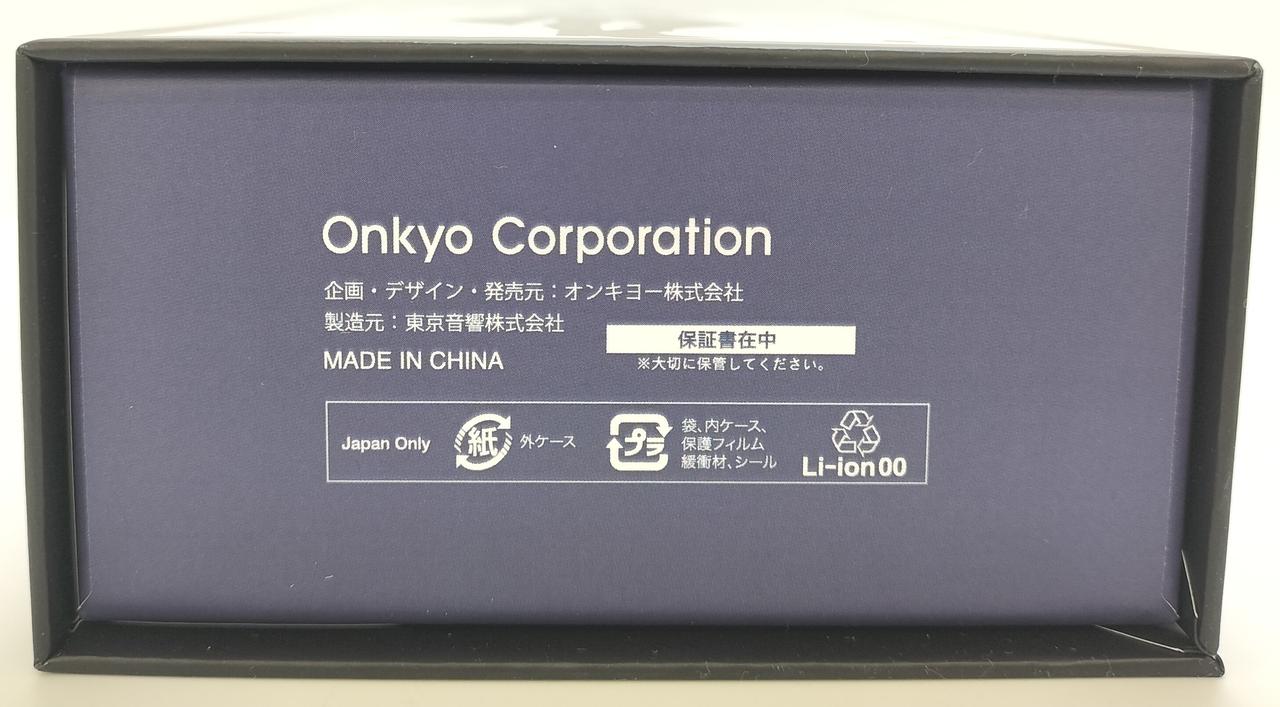 Onkyo Corporation
企画・デザイン・発売元：オンキヨー株式会社
製造元：東京音響株式会社
MADE IN CHINA
保証書在中
※大切に保管してください。
Japan Only
紙
外ケース
プラ
袋、内ケース、
保護フィルム
緩衝材、シール
Li-ion00